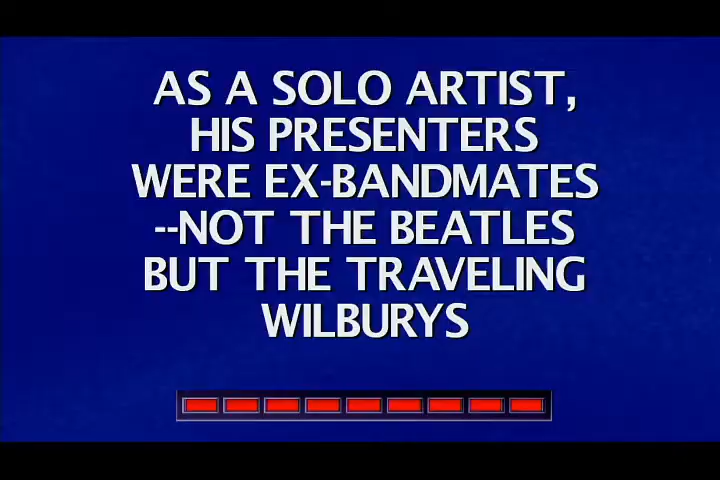 AS A SOLO ARTIST,
HIS PRESENTERS
WERE EX-BANDMATES
--NOT THE BEATLES
BUT THE TRAVELING
WILBURYS